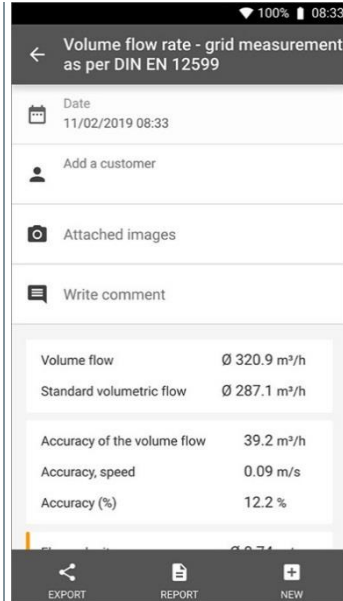 100% 08:33
Volume flow rate - grid measurement
as per DIN EN 12599
Date
11/02/2019 08:33
Add a customer
Attached images
Write comment
Volume flow Ø 320.9 m³/h
Standard volumetric flow Ø 287.1 m³/h
Accuracy of the volume flow 39.2 m³/h
Accuracy, speed 0.09 m/s
Accuracy (%) 12.2 %
EXPORT REPORT NEW